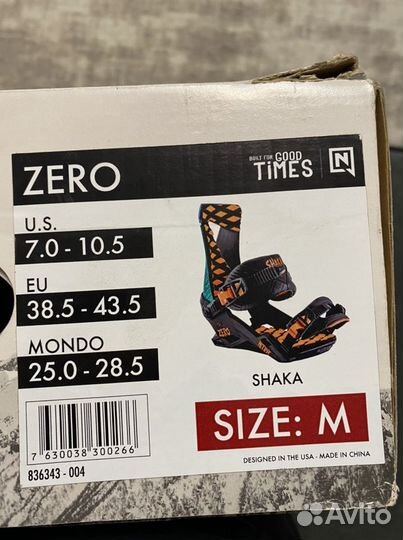 ZERO
BUILT FOR GOOD
TiMES
N
U.S.
7.0 - 10.5
EU
38.5 - 43.5
MONDO
25.0 - 28.5
SHAKA
ZERO
SHAKA
SIZE: M
7 630038 300266
836343 - 004
DESIGNED IN THE USA - MADE IN CHINA
Avito